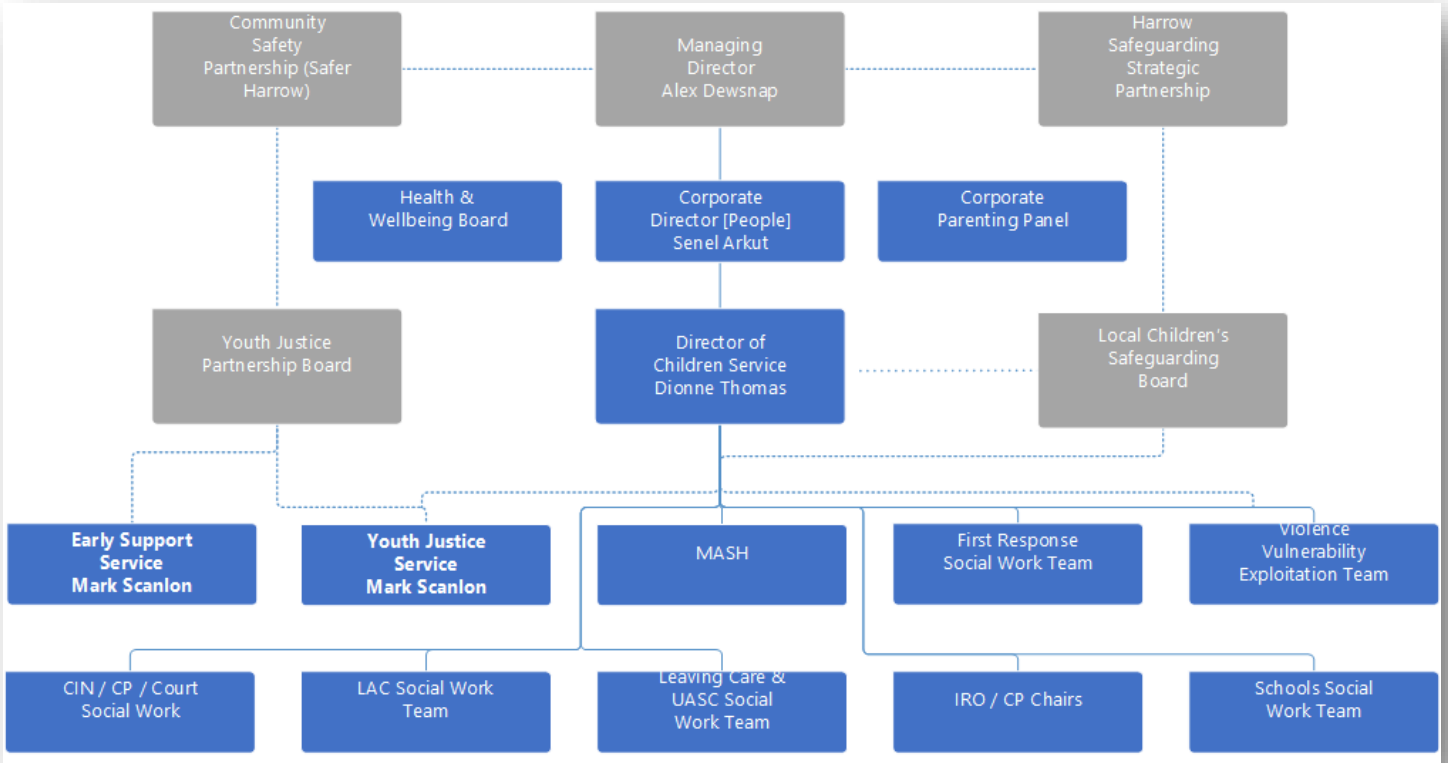 Community
Safety
Partnership (Safer
Harrow)
Managing
Director
Alex Dewsnap
Harrow
Safeguarding
Strategic
Partnership
Health &
Wellbeing Board
Corporate
Director [People]
Senel Arkut
Corporate
Parenting Panel
Youth Justice
Partnership Board
Director of
Children Service
Dionne Thomas
Local Children's
Safeguarding
Board
Early Support
Service
Mark Scanlon
Youth Justice
Service
Mark Scanlon
MASH
First Response
Social Work Team
Violence
Vulnerability
Exploitation Team
CIN / CP / Court
Social Work
LAC Social Work
Team
Leaving Care &
UASC Social
Work Team
IRO / CP Chairs
Schools Social
Work Team